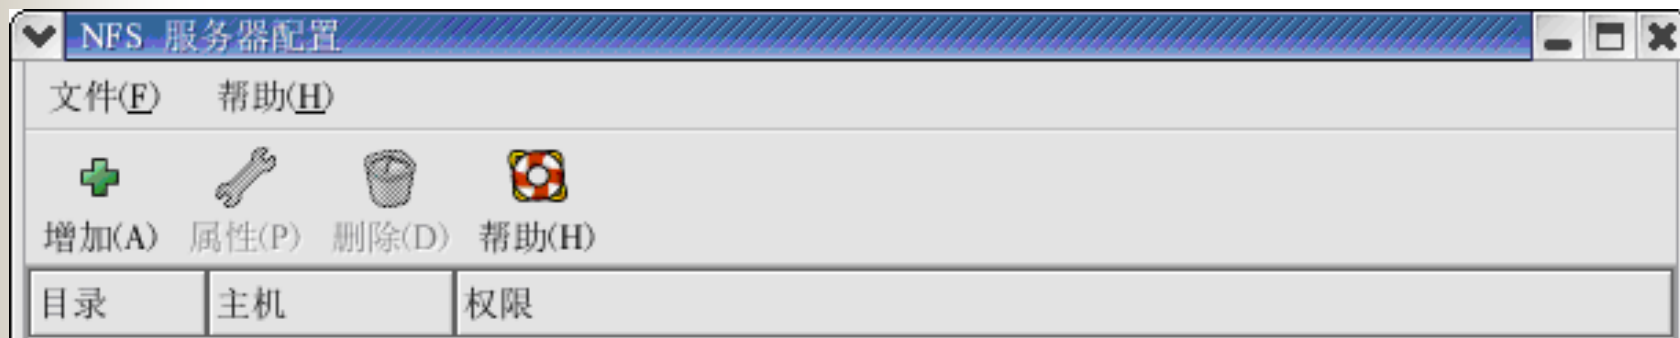 NFS 服务器配置
文件(F) 帮助(H)
增加(A) 属性(P) 删除(D) 帮助(H)
目录 主机 权限